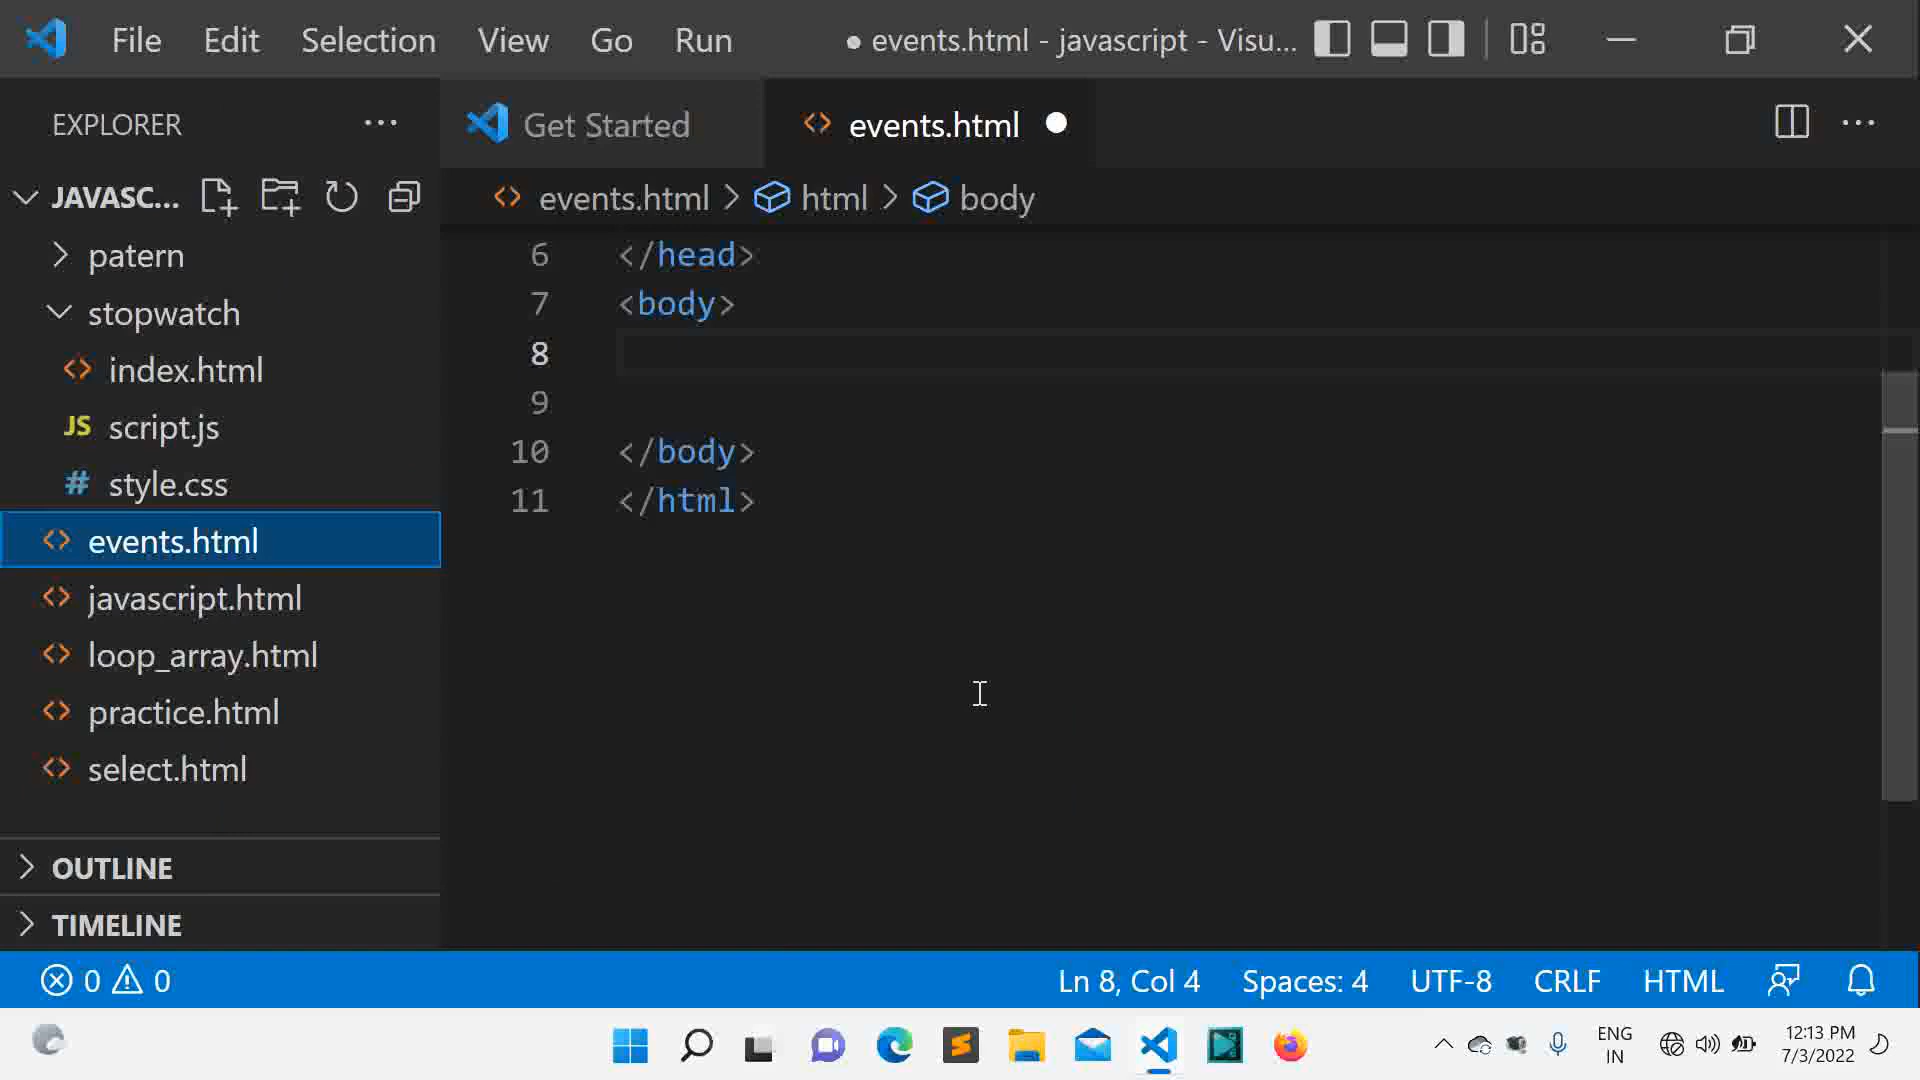 File Edit Selection View Go Run ● events.html - javascript - Visu...
EXPLORER ...
Get Started
events.html ●
JAVASC...
events.html > html > body
patern
stopwatch
index.html
JS script.js
# style.css
events.html
javascript.html
loop_array.html
practice.html
select.html
OUTLINE
TIMELINE
6 </head>
7 <body>
8
9
10 </body>
11 </html>
0 0
Ln 8, Col 4 Spaces: 4 UTF-8 CRLF HTML
ENG
IN
12:13 PM
7/3/2022